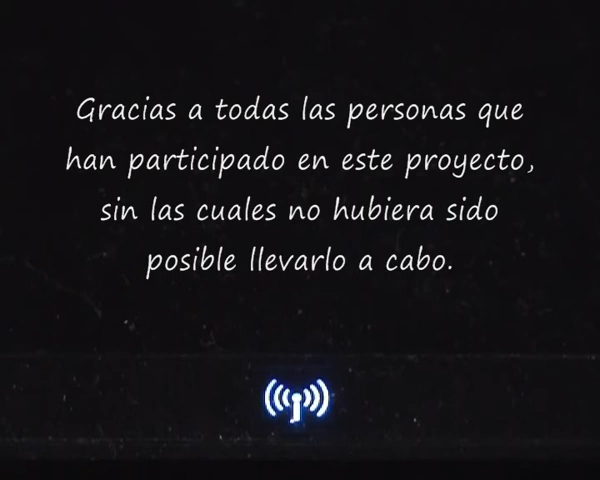 Gracias a todas las personas que
han participado en este proyecto,
sin las cuales no hubiera sido
posible llevarlo a cabo.